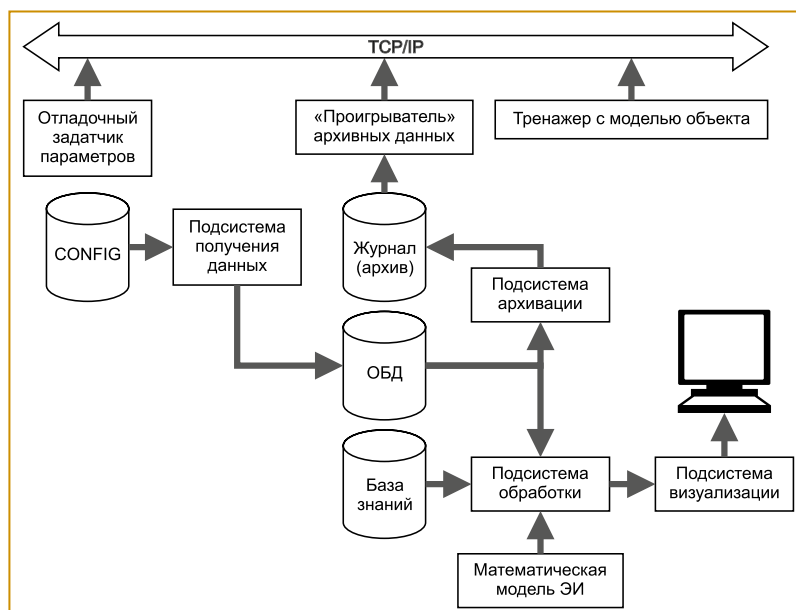 TCP/IP
Отладочный
задатчик
параметров
«Проигрыватель»
архивных данных
Тренажер с моделью объекта
CONFIG
Подсистема
получения
данных
Журнал
(архив)
Подсистема
архивации
ОБД
База
знаний
Подсистема
обработки
Подсистема
визуализации
Математическая
модель ЭИ